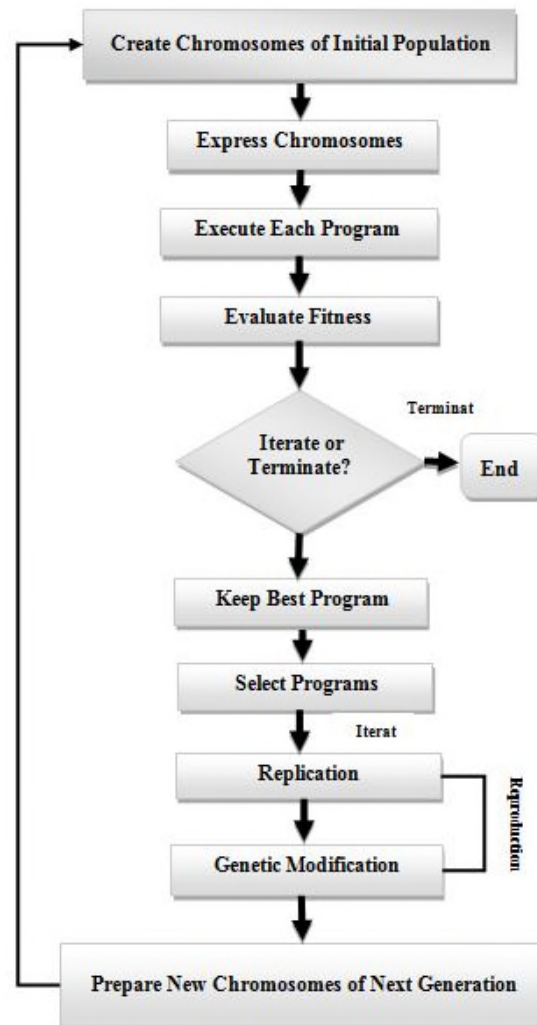 Create Chromosomes of Initial Population
Express Chromosomes
Execute Each Program
Evaluate Fitness
Iterate or
Terminate?
Terminat
End
Keep Best Program
Select Programs
Iterat
Replication
Reproduction
Genetic Modification
Prepare New Chromosomes of Next Generation